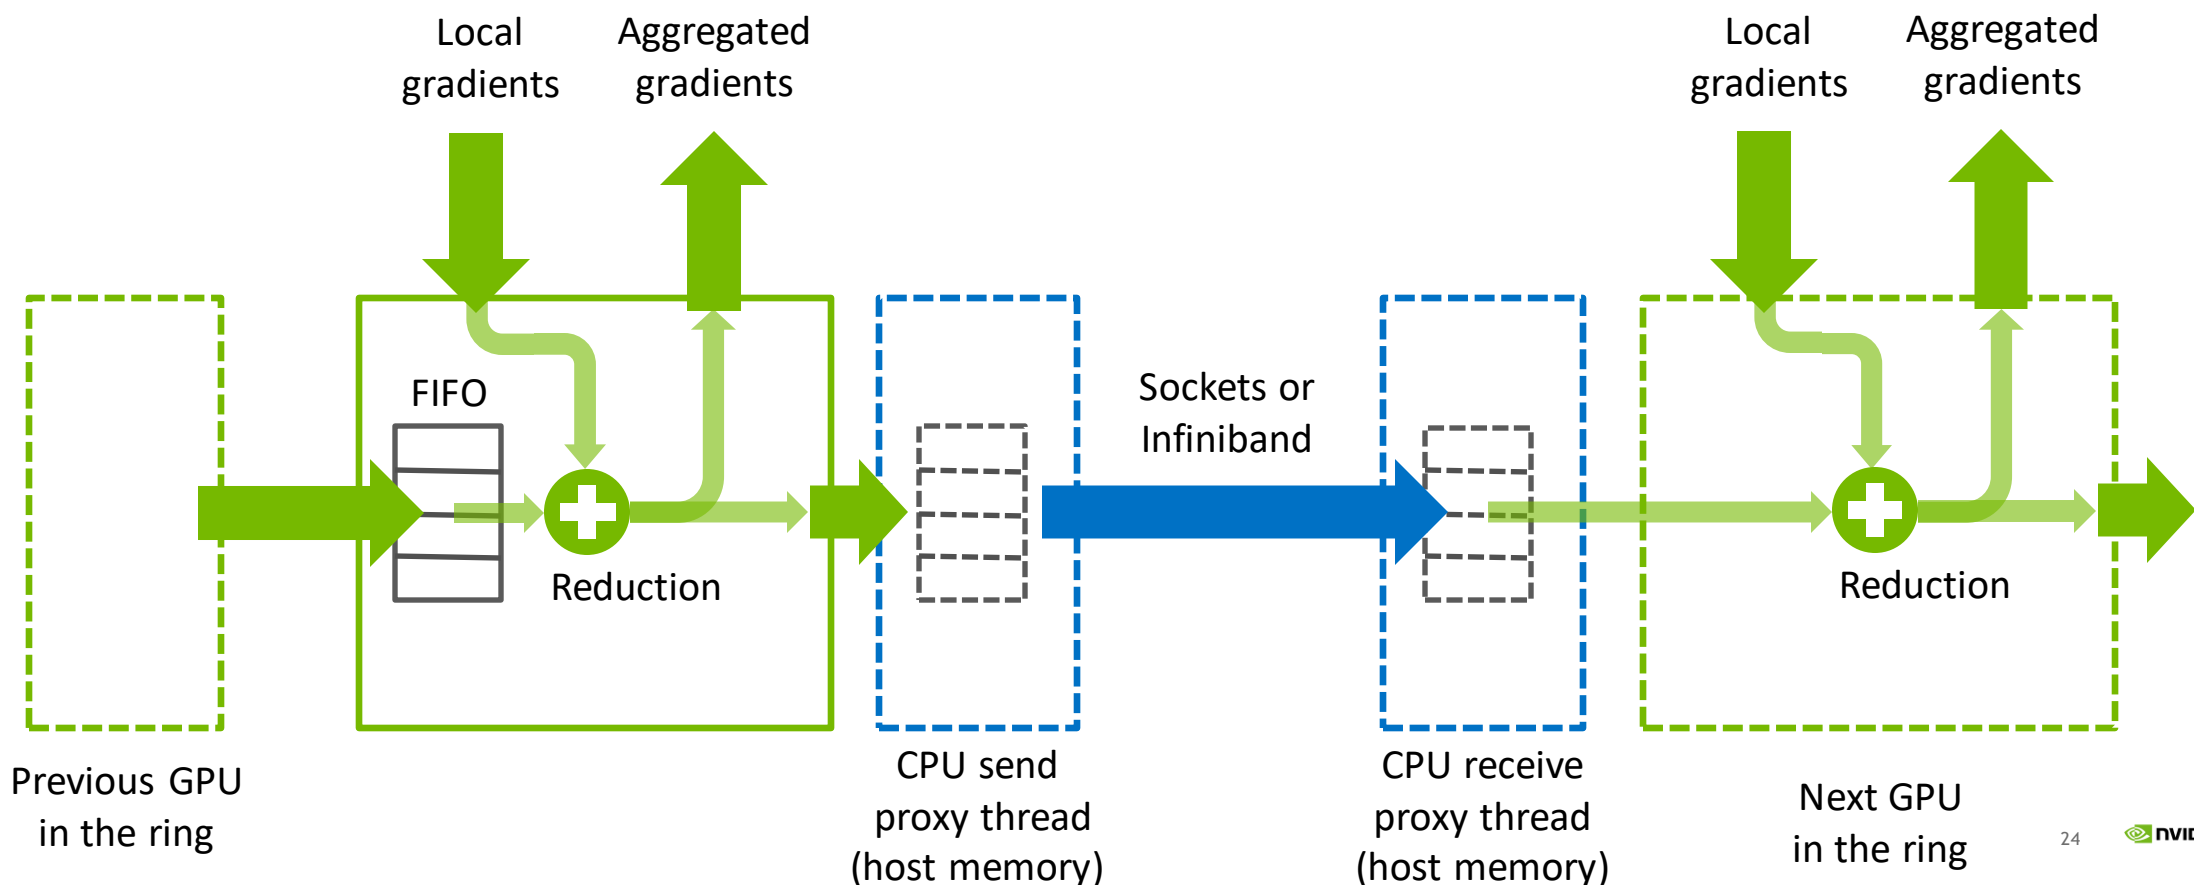 Local
gradients
Aggregated
gradients
Local
gradients
Aggregated
gradients
FIFO
Reduction
Sockets or
Infiniband
Reduction
Previous GPU
in the ring
CPU send
proxy thread
(host memory)
CPU receive
proxy thread
(host memory)
Next GPU
in the ring
24